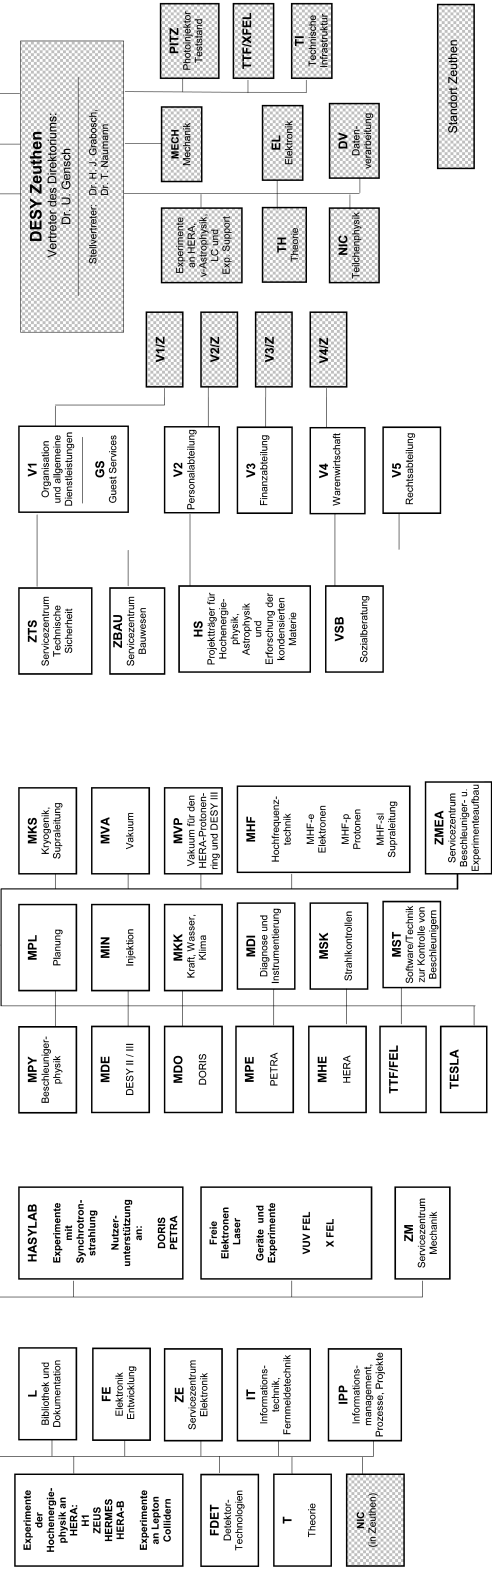 Experimente
der
Hochenergie-
physik an
HERA:
H1
ZEUS
HERMES
HERA-B
Experimente
an Lepton
Collidern
FDET
Detektor-
Technologien
T
Theorie
NIC
(in Zeuthen)
L
Bibliothek und
Dokumentation
FE
Elektronik
Entwicklung
ZE
Servicezentrum
Elektronik
IT
Informations-
technik,
Fernmeldetechnik
IPP
Informations-
management,
Prozesse, Projekte
HASYLAB
Experimente
mit
Synchrotron-
strahlung
Nutzer-
unterstützung
an:
DORIS
PETRA
Freie
Elektronen
Laser
Geräte und
Experimente
VUV FEL
X FEL
ZM
Servicezentrum
Mechanik
MPY
Beschleuniger-
physik
MDE
DESY II / III
MDO
DORIS
MPE
PETRA
MHE
HERA
TTF/FEL
TESLA
MPL
Planung
MIN
Injektion
MKK
Kraft, Wasser,
Klima
MDI
Diagnose und
Instrumentierung
MSK
Strahlkontrollen
MST
Software/Technik
zur Kontrolle von
Beschleunigern
MKS
Kryogenik,
Supraleitung
MVA
Vakuum
MVP
Vakuum für den
HERA-Protonen-
ring und DESY III
MHF
Hochfrequenz-
technik
MHF-e
Elektronen
MHF-p
Protonen
MHF-sl
Supraleitung
ZMEA
Servicezentrum
Beschleuniger- u.
Experimenteaufbau
ZTS
Servicezentrum
Technische
Sicherheit
ZBAU
Servicezentrum
Bauwesen
HS
Projektträger für
Hochenergie-
physik,
Astrophysik
und
Erforschung der
kondensierten
Materie
VSB
Sozialberatung
V1
Organisation
und allgemeine
Dienstleistungen
GS
Guest Services
V2
Personalabteilung
V3
Finanzabteilung
V4
Warenwirtschaft
V5
Rechtsabteilung
V1/Z
V2/Z
V3/Z
V4/Z
DESY Zeuthen
Vertreter des Direktoriums:
Dr. U. Gensch
Stellvertreter: Dr. H. J. Grabosch,
Dr. T. Naumann
Experimente
an HERA,
ν-Astrophysik
LC und
Exp. Support
TH
Theorie
NIC
Teilchenphysik
MECH
Mechanik
EL
Elektronik
DV
Daten-
verarbeitung
PITZ
Photoinjektor
Teststand
TTF/XFEL
TI
Technische
Infrastruktur
Standort Zeuthen